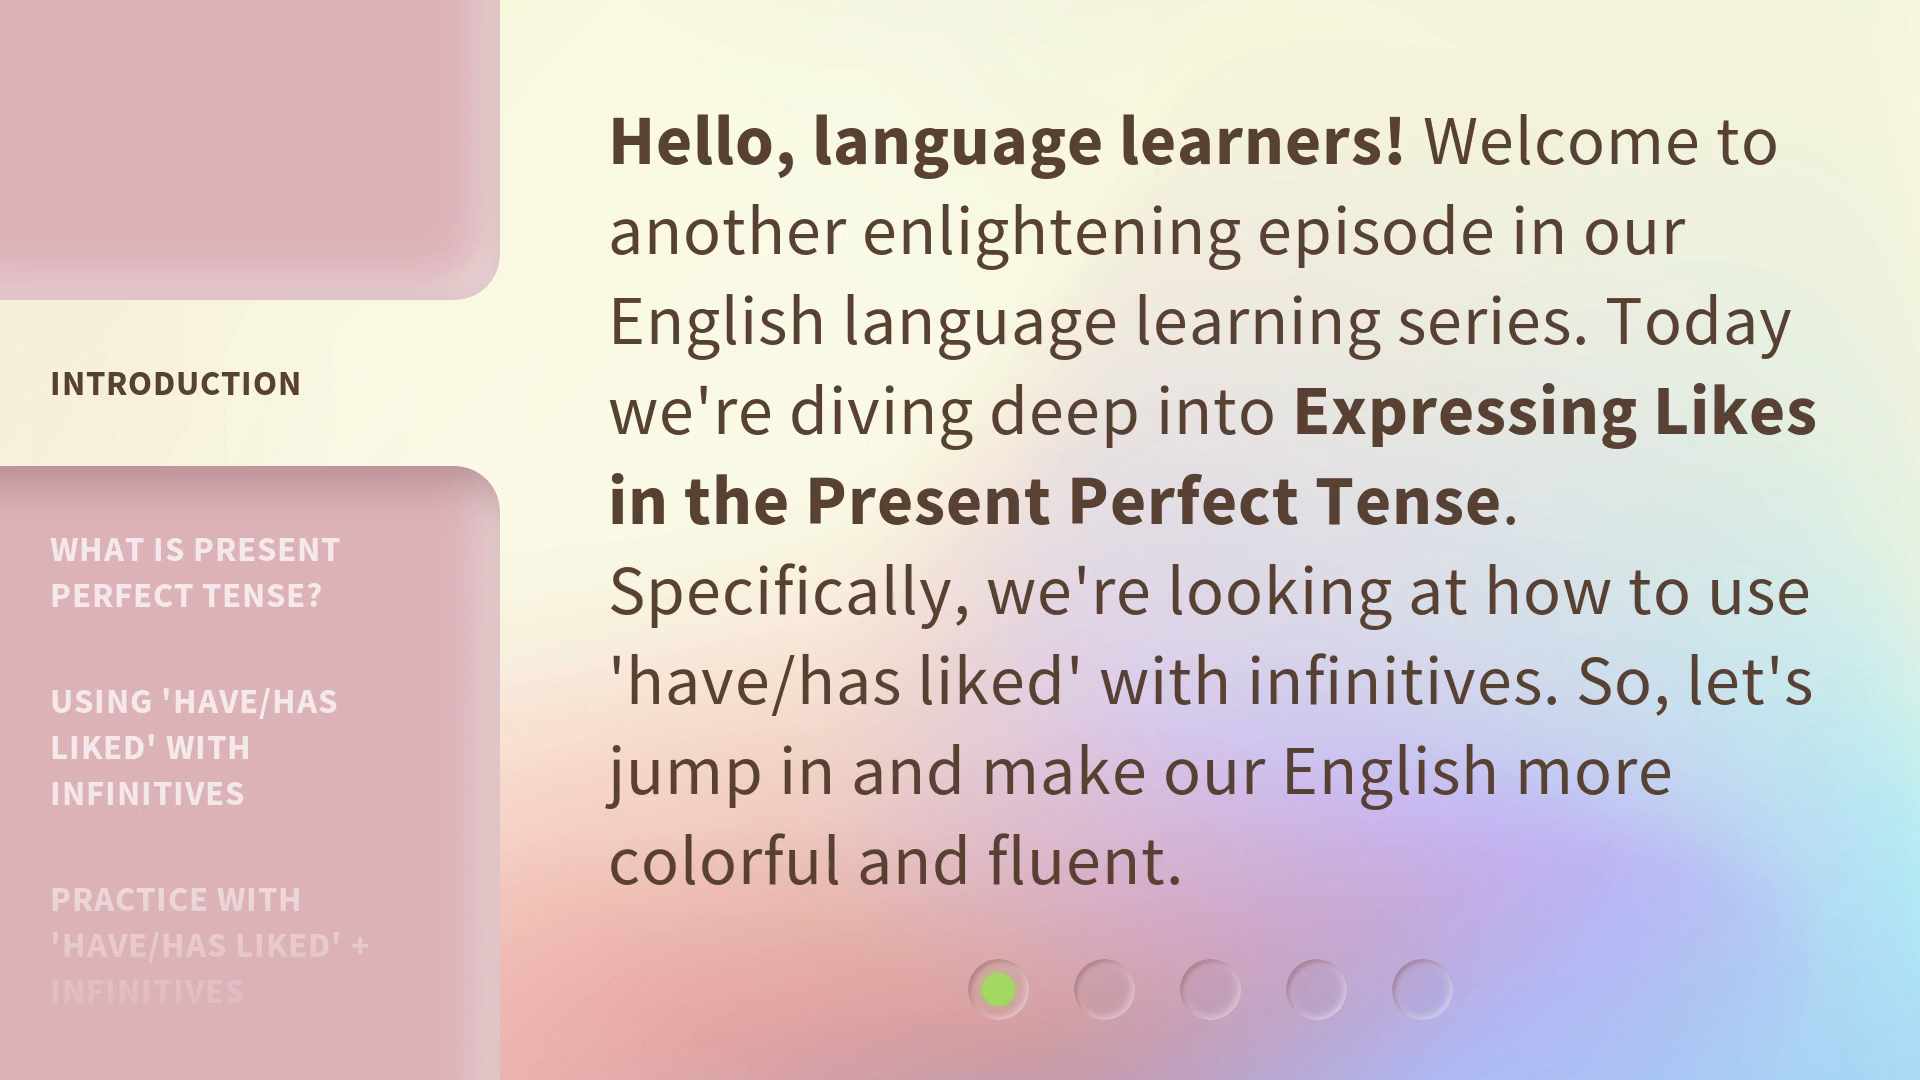 INTRODUCTION
WHAT IS PRESENT
PERFECT TENSE?
USING 'HAVE/HAS
LIKED' WITH
INFINITIVES
PRACTICE WITH
'HAVE/HAS LIKED' +
INFINITIVES
Hello, language learners! Welcome to
another enlightening episode in our
English language learning series. Today
we're diving deep into Expressing Likes
in the Present Perfect Tense.
Specifically, we're looking at how to use
'have/has liked' with infinitives. So, let's
jump in and make our English more
colorful and fluent.